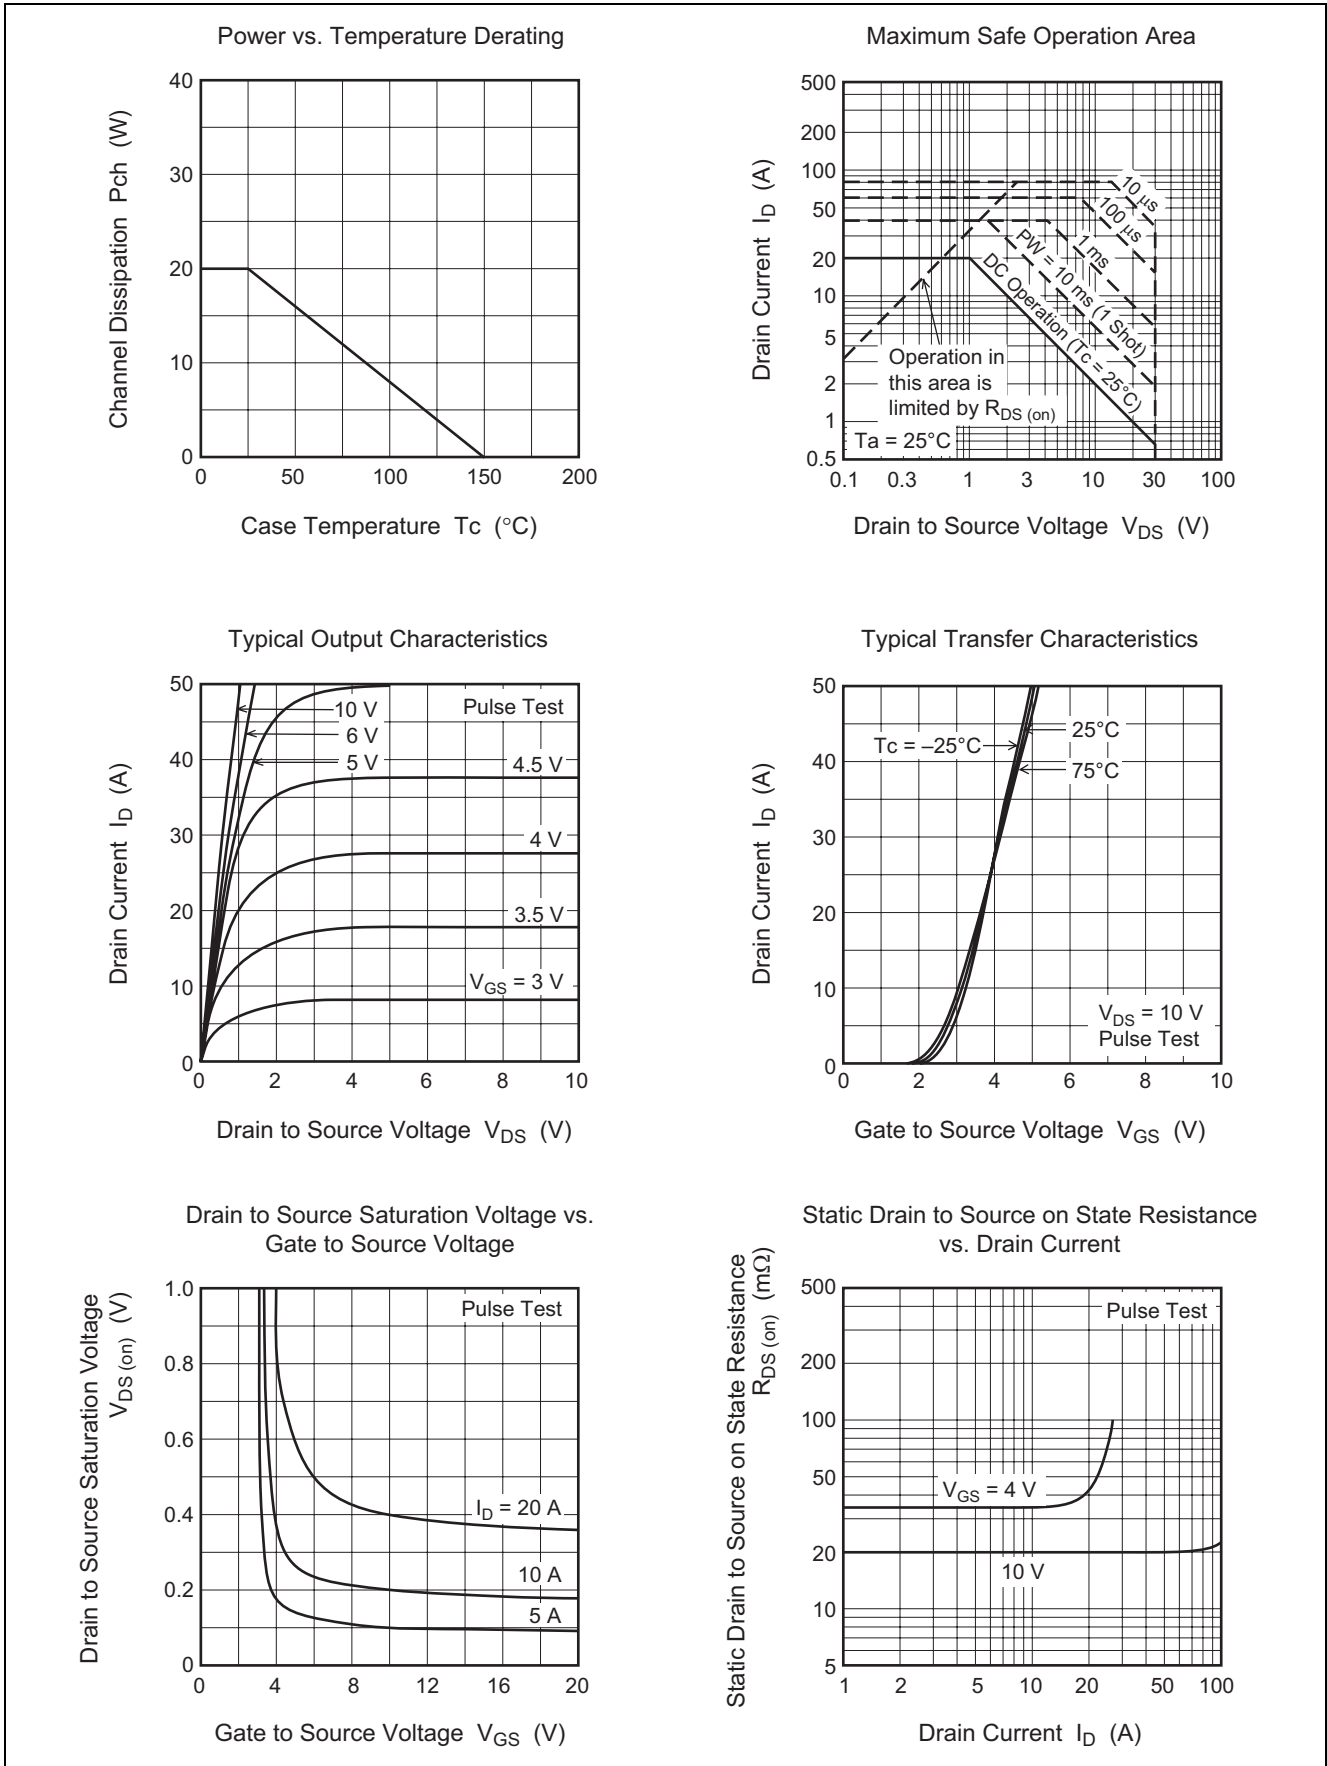 Power vs. Temperature Derating
40
30
20
10
0
0 50 100 150 200
Channel Dissipation Pch (W)
Case Temperature Tc (°C)
Maximum Safe Operation Area
500
200
100
50
20
10
5
2
1
0.5
0.1 0.3 1 3 10 30 100
Drain Current ID (A)
Drain to Source Voltage VDS (V)
10 μs
100 μs
1 ms
PW = 10 ms (1 Shot)
DC Operation (Tc = 25°C)
Operation in
this area is
limited by RDS (on)
Ta = 25°C
Typical Output Characteristics
50
40
30
20
10
0
0 2 4 6 8 10
Drain Current ID (A)
Drain to Source Voltage VDS (V)
Pulse Test
10 V
6 V
5 V
4.5 V
4 V
3.5 V
VGS = 3 V
Typical Transfer Characteristics
50
40
30
20
10
0
0 2 4 6 8 10
Drain Current ID (A)
Gate to Source Voltage VGS (V)
Tc = –25°C
25°C
75°C
VDS = 10 V
Pulse Test
Drain to Source Saturation Voltage vs.
Gate to Source Voltage
1.0
0.8
0.6
0.4
0.2
0
0 4 8 12 16 20
Drain to Source Saturation Voltage
VDS (on) (V)
Gate to Source Voltage VGS (V)
Pulse Test
ID = 20 A
10 A
5 A
Static Drain to Source on State Resistance
vs. Drain Current
500
200
100
50
20
10
5
1 2 5 10 20 50 100
Static Drain to Source on State Resistance
RDS (on) (mΩ)
Drain Current ID (A)
Pulse Test
VGS = 4 V
10 V